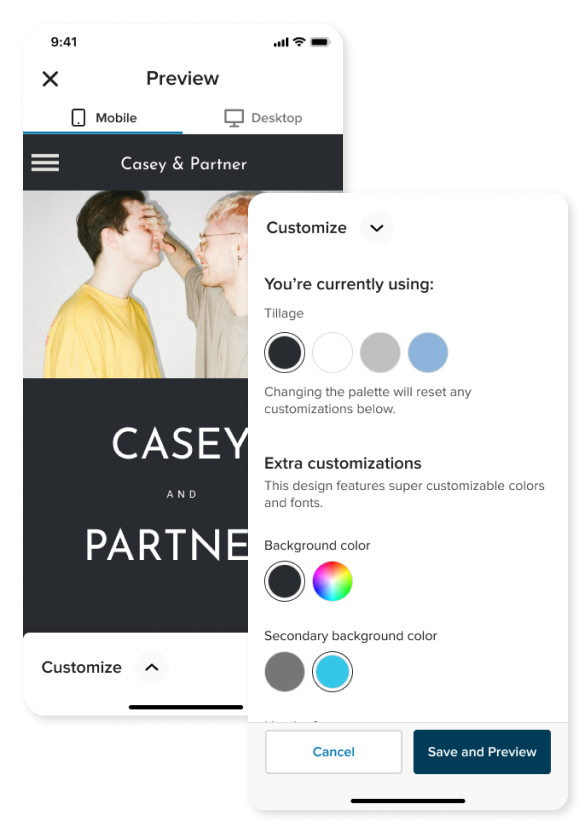 9:41
Preview
Mobile
Desktop
Casey & Partner
CASEY
AND
PARTNE
Customize
Customize
You're currently using:
Tillage
Changing the palette will reset any
customizations below.
Extra customizations
This design features super customizable colors
and fonts.
Background color
Secondary background color
Cancel
Save and Preview